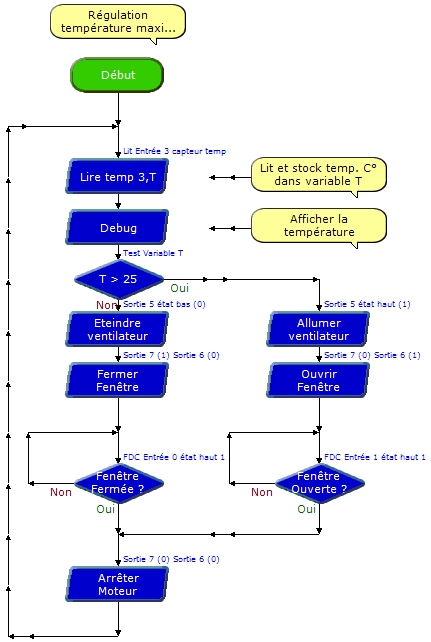 Régulation
température maxi...
Début
Lit Entrée 3 capteur temp
Lire temp 3,T
Lit et stock temp. C°
dans variable T
Debug
Afficher la
température
Test Variable T
T > 25
Oui
Non
Sortie 5 état bas (0)
Sortie 5 état haut (1)
Eteindre
ventilateur
Allumer
ventilateur
Sortie 7 (1) Sortie 6 (0)
Sortie 7 (0) Sortie 6 (1)
Fermer
Fenêtre
Ouvrir
Fenêtre
FDC Entrée 0 état haut 1
FDC Entrée 1 état haut 1
Fenêtre
Fermée ?
Non
Oui
Fenêtre
Ouverte ?
Non
Oui
Sortie 7 (0) Sortie 6 (0)
Arrêter
Moteur